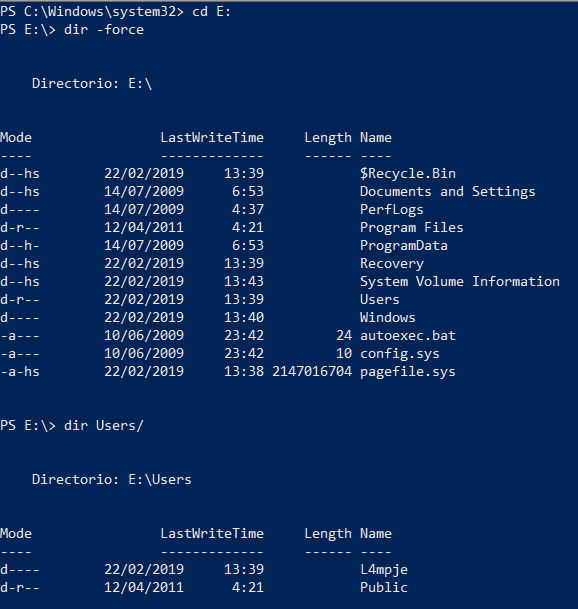 PS C:\Windows\system32> cd E:
PS E:\> dir -force
Directorio: E:\
Mode LastWriteTime Length Name
---- ------------- ------ ----
d--hs 22/02/2019 13:39 $Recycle.Bin
d--hs 14/07/2009 6:53 Documents and Settings
d---- 14/07/2009 4:37 PerfLogs
d-r-- 12/04/2011 4:21 Program Files
d--h- 14/07/2009 6:53 ProgramData
d--hs 22/02/2019 13:39 Recovery
d--hs 22/02/2019 13:43 System Volume Information
d-r-- 22/02/2019 13:39 Users
d---- 22/02/2019 13:40 Windows
-a--- 10/06/2009 23:42 24 autoexec.bat
-a--- 10/06/2009 23:42 10 config.sys
-a-hs 22/02/2019 13:38 2147016704 pagefile.sys
PS E:\> dir Users/
Directorio: E:\Users
Mode LastWriteTime Length Name
---- ------------- ------ ----
d---- 22/02/2019 13:39 L4mpje
d-r-- 12/04/2011 4:21 Public